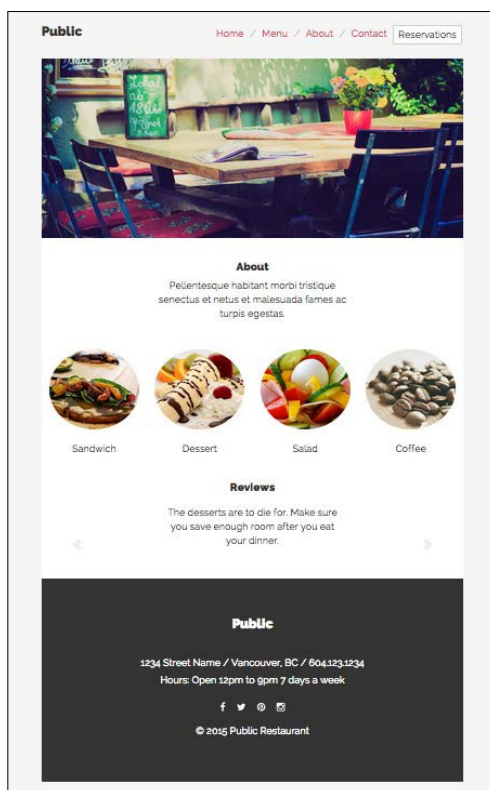 Public
Home / Menu / About / Contact Reservations
Lokal
About
Pellentesque habitant morbi tristique
senectus et netus et malesuada fames ac
turpis egestas.
Sandwich Dessert Salad Coffee
Reviews
The desserts are to die for. Make sure
you save enough room after you eat
your dinner.
Public
1234 Street Name / Vancouver, BC / 604.123.1234
Hours: Open 12pm to 9pm 7 days a week
© 2015 Public Restaurant